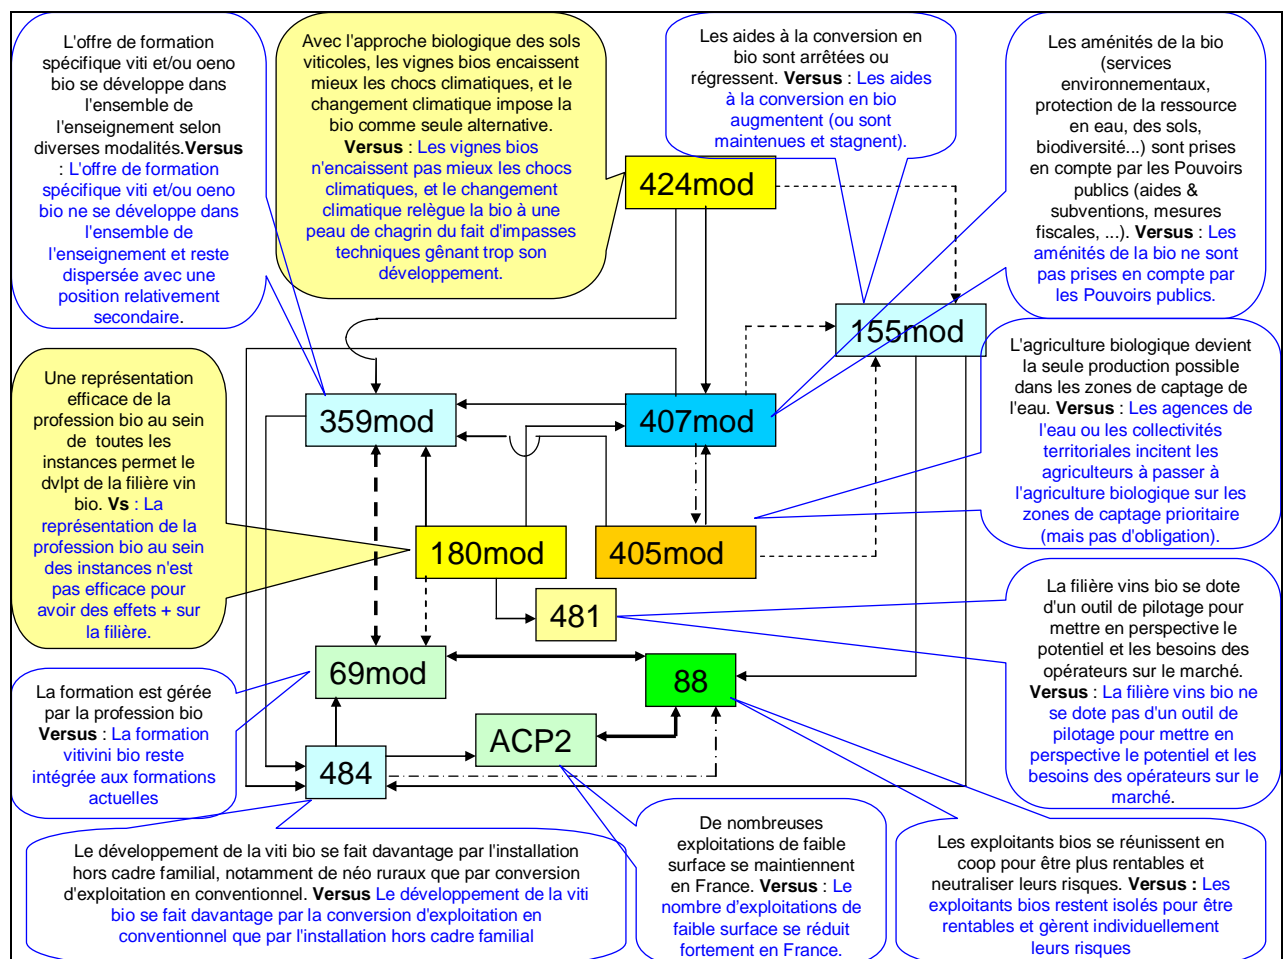 L'offre de formation
spécifique viti et/ou oeno
bio se développe dans
l'ensemble de
l'enseignement selon
diverses modalités.Versus
: L'offre de formation
spécifique viti et/ou oeno
bio ne se développe dans
l'ensemble de
l'enseignement et reste
dispersée avec une
position relativement
secondaire.
Avec l'approche biologique des sols
viticoles, les vignes bios encaissent
mieux les chocs climatiques, et le
changement climatique impose la
bio comme seule alternative.
Versus : Les vignes bios
n'encaissent pas mieux les chocs
climatiques, et le changement
climatique relègue la bio à une
peau de chagrin du fait d'impasses
techniques gênant trop son
développement.
Les aides à la conversion en
bio sont arrêtées ou
régressent. Versus : Les aides
à la conversion en bio
augmentent (ou sont
maintenues et stagnent).
Les aménités de la bio
(services
environnementaux,
protection de la ressource
en eau, des sols,
biodiversité...) sont prises
en compte par les Pouvoirs
publics (aides &
subventions, mesures
fiscales, ...). Versus : Les
aménités de la bio ne sont
pas prises en compte par
les Pouvoirs publics.
424mod
155mod
Une représentation
efficace de la
profession bio au sein
de toutes les
instances permet le
dvlpt de la filière vin
bio. Vs : La
représentation de la
profession bio au sein
des instances n'est
pas efficace pour
avoir des effets + sur
la filière.
359mod
407mod
L'agriculture biologique devient
la seule production possible
dans les zones de captage de
l'eau. Versus : Les agences de
l'eau ou les collectivités
territoriales incitent les
agriculteurs à passer à
l'agriculture biologique sur les
zones de captage prioritaire
(mais pas d'obligation).
180mod
405mod
481
La filière vins bio se dote
d'un outil de pilotage pour
mettre en perspective le
potentiel et les besoins des
opérateurs sur le marché.
Versus : La filière vins bio ne
se dote pas d'un outil de
pilotage pour mettre en
perspective le potentiel et les
besoins des opérateurs sur le
marché.
69mod
88
La formation est gérée
par la profession bio
Versus : La formation
vitivini bio reste
intégrée aux formations
actuelles
ACP2
484
Le développement de la viti bio se fait davantage par l'installation
hors cadre familial, notamment de néo ruraux que par conversion
d'exploitation en conventionnel. Versus Le développement de la viti
bio se fait davantage par la conversion d'exploitation en
conventionnel que par l'installation hors cadre familial
De nombreuses
exploitations de faible
surface se maintiennent
en France. Versus : Le
nombre d'exploitations de
faible surface se réduit
fortement en France.
Les exploitants bios se réunissent en
coop pour être plus rentables et
neutraliser leurs risques. Versus : Les
exploitants bios restent isolés pour être
rentables et gèrent individuellement
leurs risques